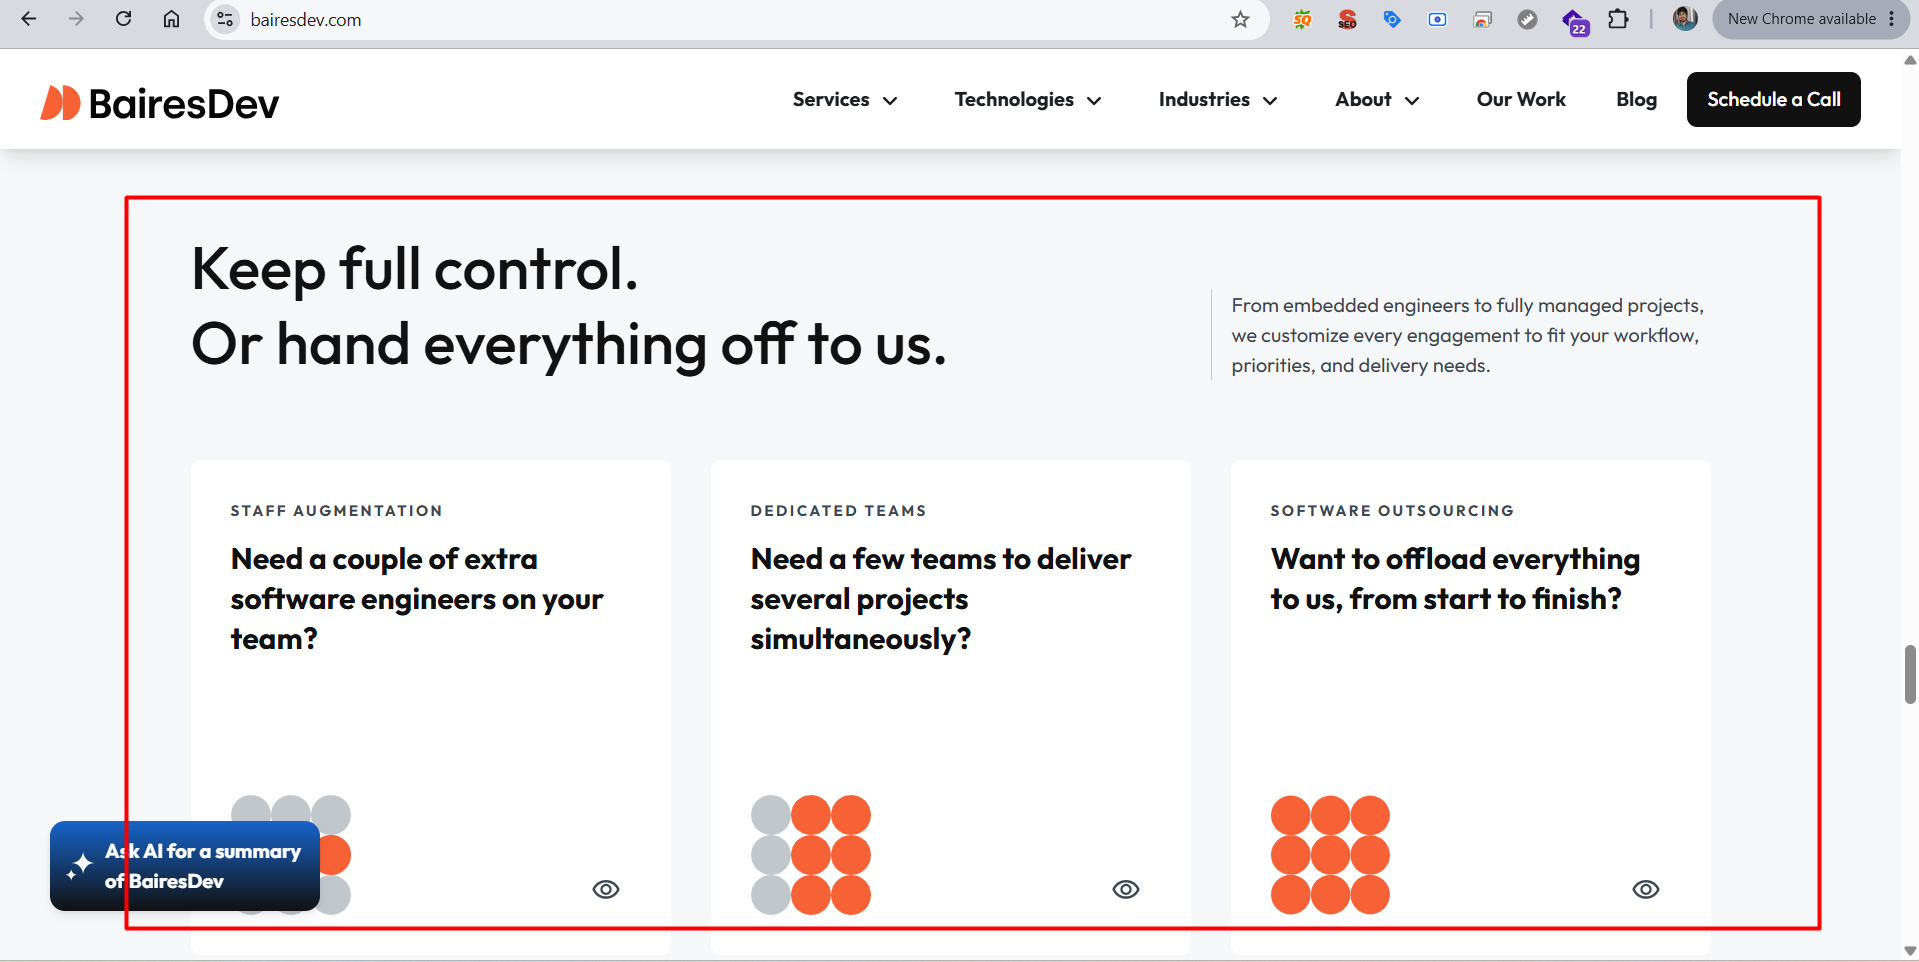 bairesdev.com
SEO
22
New Chrome available
BairesDev
Services
Technologies
Industries
About
Our Work
Blog
Schedule a Call
Keep full control.
Or hand everything off to us.
From embedded engineers to fully managed projects,
we customize every engagement to fit your workflow,
priorities, and delivery needs.
STAFF AUGMENTATION
Need a couple of extra
software engineers on your
team?
DEDICATED TEAMS
Need a few teams to deliver
several projects
simultaneously?
SOFTWARE OUTSOURCING
Want to offload everything
to us, from start to finish?
Ask AI for a summary
of BairesDev